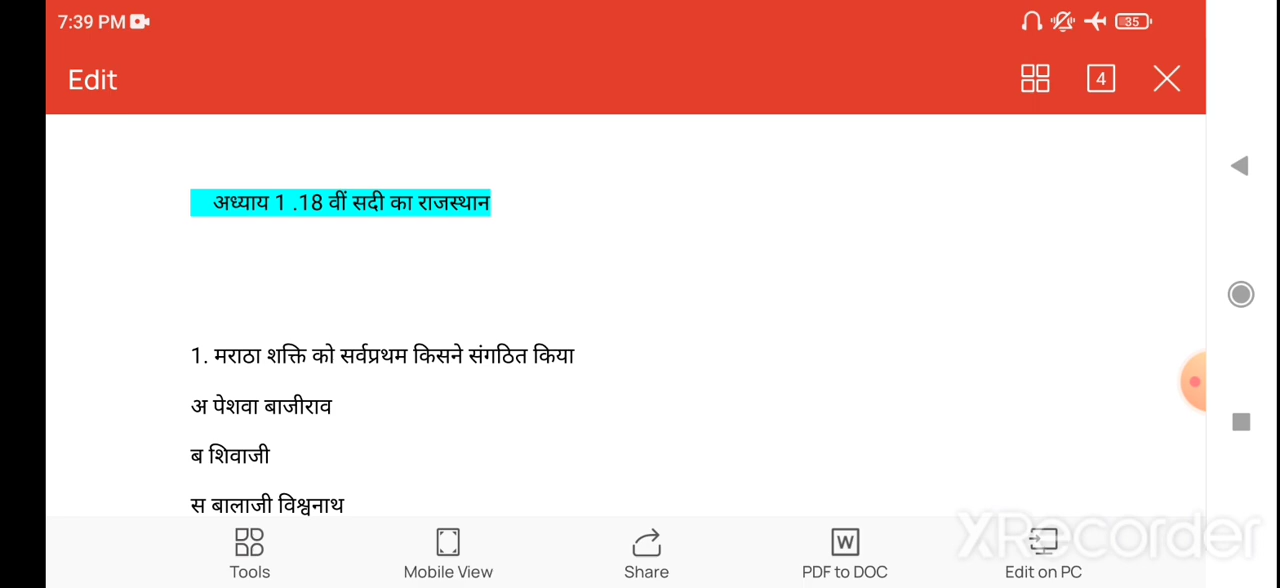 7:39 PM
35
Edit
4
अध्याय 1 .18 वीं सदी का राजस्थान
1. मराठा शक्ति को सर्वप्रथम किसने संगठित किया
अ पेशवा बाजीराव
ब शिवाजी
स बालाजी विश्वनाथ
Tools
Mobile View
Share
W
PDF to DOC
Edit on PC
XRecorder